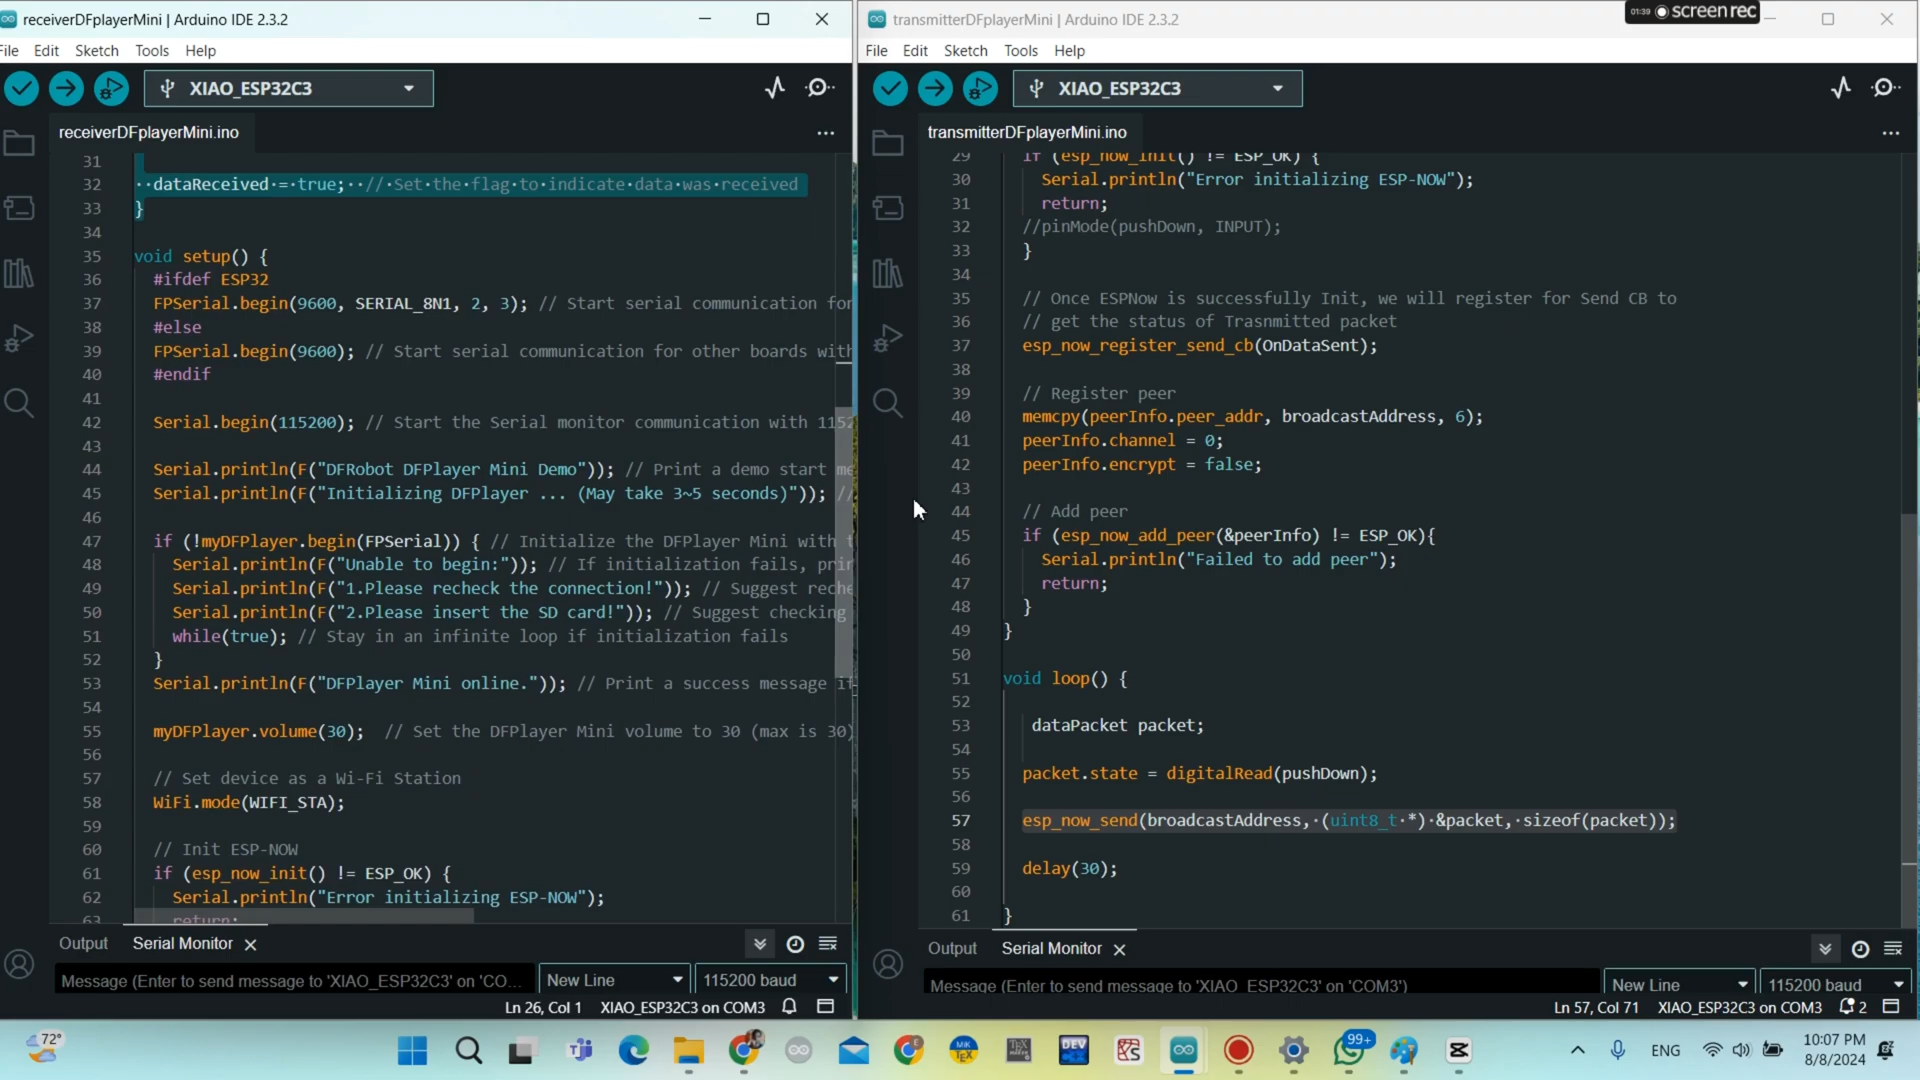 receiverDFplayerMini | Arduino IDE 2.3.2
File Edit Sketch Tools Help
XIAO_ESP32C3
receiverDFplayerMini.ino
31
32 ··dataReceived·=·true;··//·Set·the·flag·to·indicate·data·was·received
33 }
34
35 void setup() {
36 #ifdef ESP32
37 FPSerial.begin(9600, SERIAL_8N1, 2, 3); // Start serial communication for
38 #else
39 FPSerial.begin(9600); // Start serial communication for other boards with
40 #endif
41
42 Serial.begin(115200); // Start the Serial monitor communication with 1152
43
44 Serial.println(F("DFRobot DFPlayer Mini Demo")); // Print a demo start me
45 Serial.println(F("Initializing DFPlayer ... (May take 3~5 seconds)")); //
46
47 if (!myDFPlayer.begin(FPSerial)) { // Initialize the DFPlayer Mini with t
48 Serial.println(F("Unable to begin:")); // If initialization fails, prin
49 Serial.println(F("1.Please recheck the connection!")); // Suggest reche
50 Serial.println(F("2.Please insert the SD card!")); // Suggest checking
51 while(true); // Stay in an infinite loop if initialization fails
52 }
53 Serial.println(F("DFPlayer Mini online.")); // Print a success message if
54
55 myDFPlayer.volume(30);  // Set the DFPlayer Mini volume to 30 (max is 30)
56
57 // Set device as a Wi-Fi Station
58 WiFi.mode(WIFI_STA);
59
60 // Init ESP-NOW
61 if (esp_now_init() != ESP_OK) {
62 Serial.println("Error initializing ESP-NOW");
63 return;
Output Serial Monitor
Message (Enter to send message to 'XIAO_ESP32C3' on 'CO... New Line 115200 baud
Ln 26, Col 1 XIAO_ESP32C3 on COM3
transmitterDFplayerMini | Arduino IDE 2.3.2
01:39 screen rec
File Edit Sketch Tools Help
XIAO_ESP32C3
transmitterDFplayerMini.ino
29 if (esp_now_init() != ESP_OK) {
30 Serial.println("Error initializing ESP-NOW");
31 return;
32 //pinMode(pushDown, INPUT);
33 }
34
35 // Once ESPNow is successfully Init, we will register for Send CB to
36 // get the status of Trasnmitted packet
37 esp_now_register_send_cb(OnDataSent);
38
39 // Register peer
40 memcpy(peerInfo.peer_addr, broadcastAddress, 6);
41 peerInfo.channel = 0;
42 peerInfo.encrypt = false;
43
44 // Add peer
45 if (esp_now_add_peer(&peerInfo) != ESP_OK){
46 Serial.println("Failed to add peer");
47 return;
48 }
49 }
50
51 void loop() {
52
53 dataPacket packet;
54
55 packet.state = digitalRead(pushDown);
56
57 esp_now_send(broadcastAddress,·(uint8_t·*)·&packet,·sizeof(packet));
58
59 delay(30);
60
61 }
Output Serial Monitor
Message (Enter to send message to 'XIAO_ESP32C3' on 'COM3') New Line 115200 baud
Ln 57, Col 71 XIAO_ESP32C3 on COM3 2
72°
99+
ENG
10:07 PM
8/8/2024